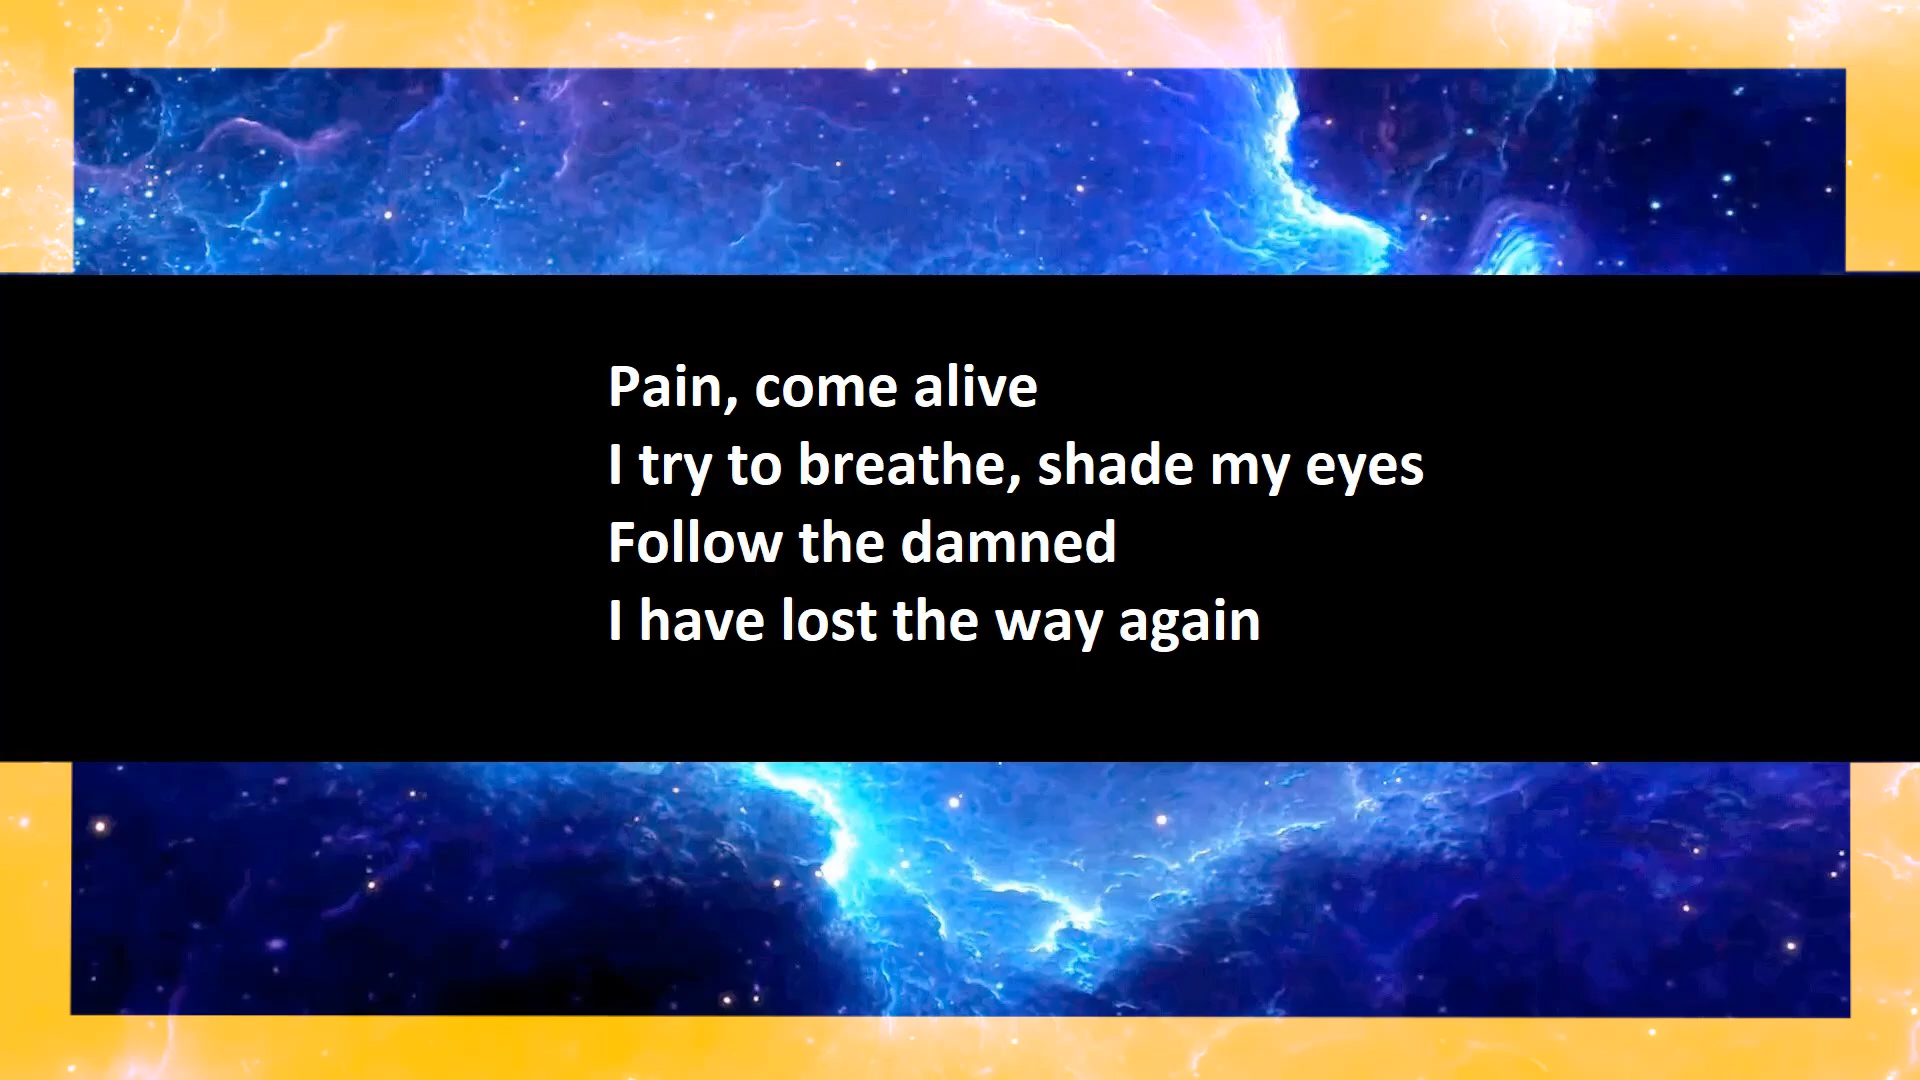 Pain, come alive
I try to breathe, shade my eyes
Follow the damned
I have lost the way again